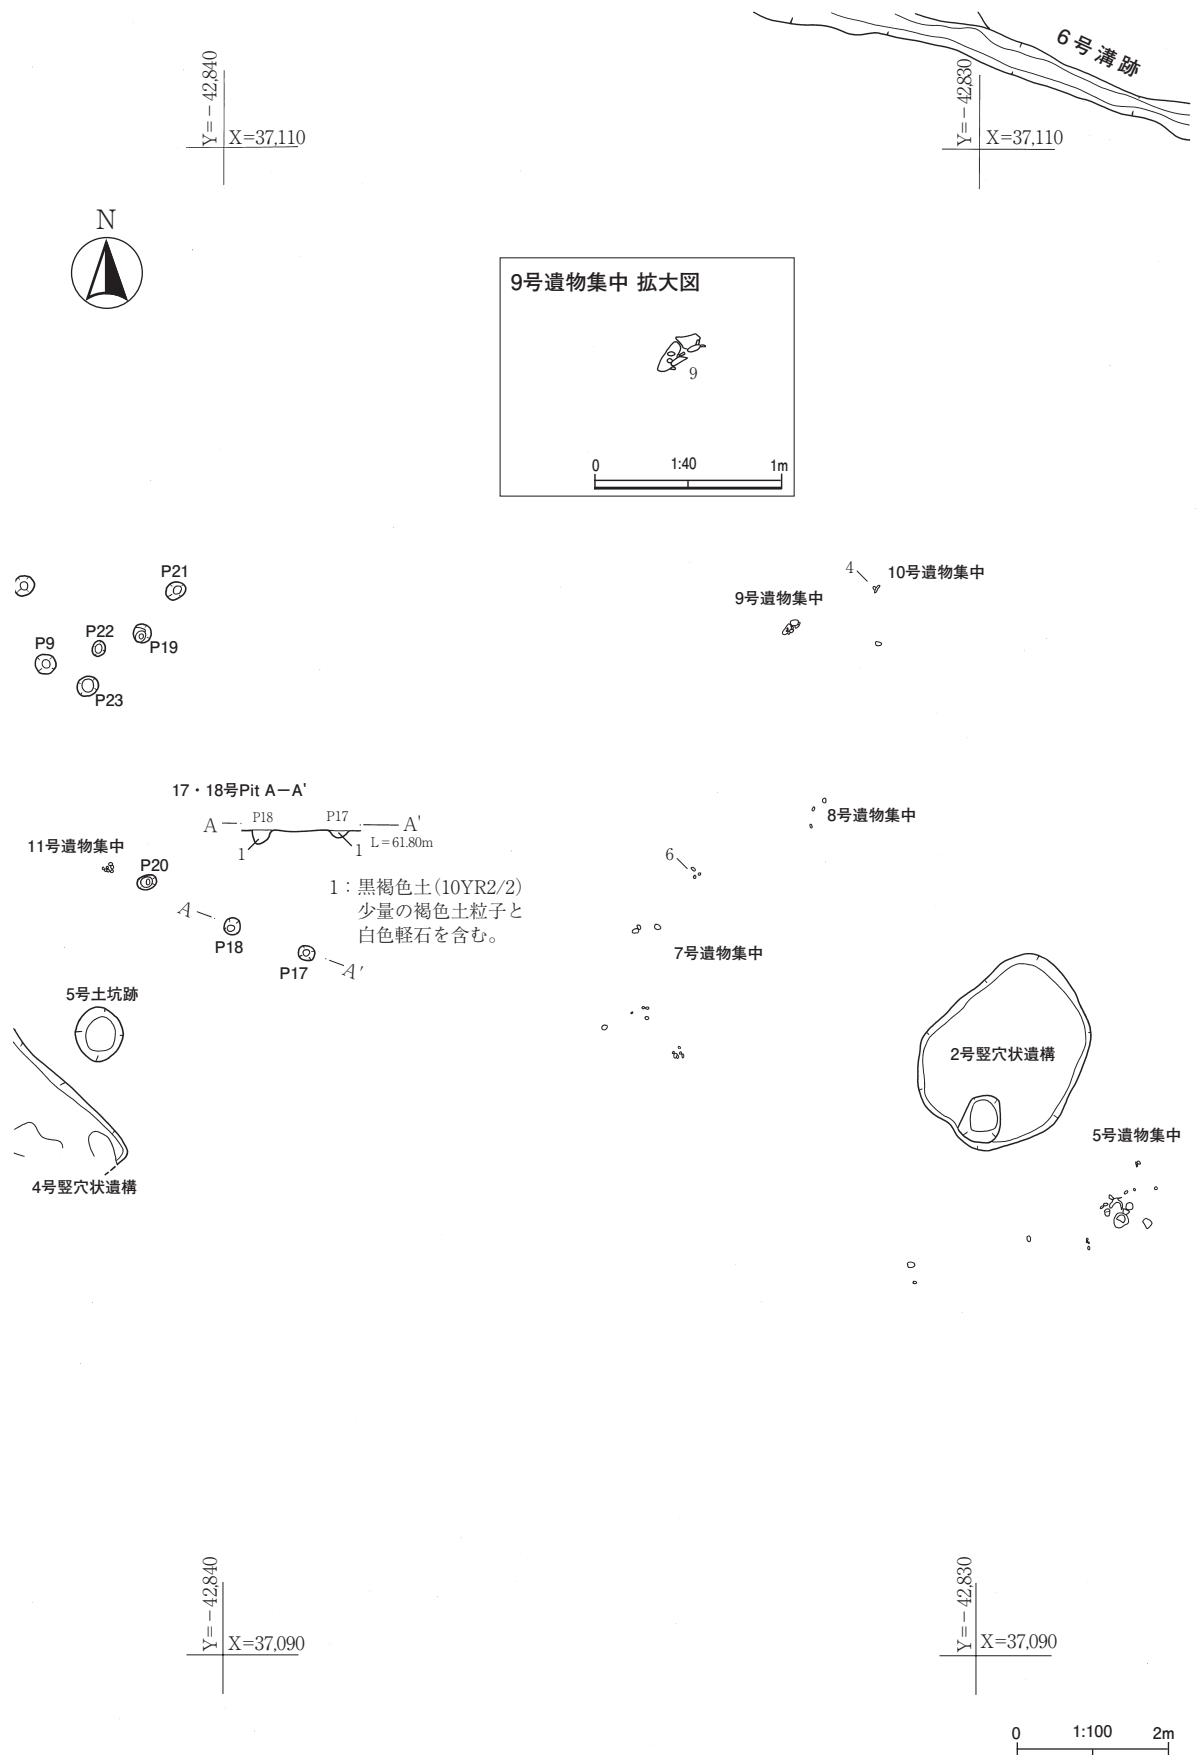 6号溝跡
Y=－42,840
X=37,110
Y=－42,830
X=37,110
N
9号遺物集中 拡大図
9
0 1:40 1m
P21
P22
P19
P9
P23
4
10号遺物集中
9号遺物集中
17・18号Pit A－A'
A P18 P17 A'
1 1 L＝61.80m
8号遺物集中
11号遺物集中
P20
6
1：黒褐色土(10YR2/2)
少量の褐色土粒子と
白色軽石を含む。
A
P18
P17
A'
7号遺物集中
5号土坑跡
2号竪穴状遺構
5号遺物集中
4号竪穴状遺構
Y=－42,840
X=37,090
Y=－42,830
X=37,090
0 1:100 2m